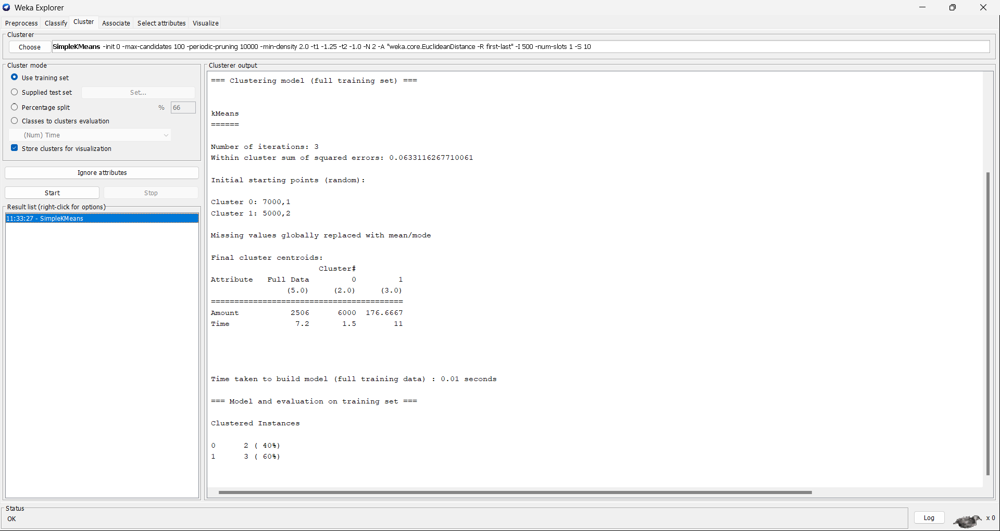 Weka Explorer
Preprocess Classify Cluster Associate Select attributes Visualize
Clusterer
Choose SimpleKMeans -init 0 -max-candidates 100 -periodic-pruning 10000 -min-density 2.0 -t1 -1.25 -t2 -1.0 -N 2 -A "weka.core.EuclideanDistance -R first-last" -I 500 -num-slots 1 -S 10
Cluster mode
Use training set
Supplied test set Set...
Percentage split % 66
Classes to clusters evaluation
(Num) Time
Store clusters for visualization
Ignore attributes
Start Stop
Result list (right-click for options)
11:33:27 - SimpleKMeans
Clusterer output
=== Clustering model (full training set) ===
kMeans
======
Number of iterations: 3
Within cluster sum of squared errors: 0.0633116267710061
Initial starting points (random):
Cluster 0: 7000,1
Cluster 1: 5000,2
Missing values globally replaced with mean/mode
Final cluster centroids:
Cluster#
Attribute Full Data 0 1
(5.0) (2.0) (3.0)
=========================================
Amount 2506 6000 176.6667
Time 7.2 1.5 11
Time taken to build model (full training data) : 0.01 seconds
=== Model and evaluation on training set ===
Clustered Instances
0 2 ( 40%)
1 3 ( 60%)
Status
OK
Log x 0